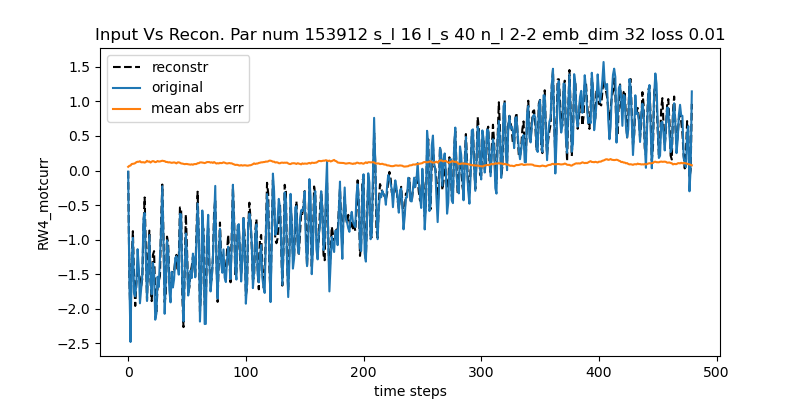 Input Vs Recon. Par num 153912 s_l 16 l_s 40 n_l 2-2 emb_dim 32 loss 0.01
reconstr
original
mean abs err
1.5
1.0
0.5
0.0
−0.5
−1.0
−1.5
−2.0
−2.5
RW4_motcurr
0 100 200 300 400 500
time steps